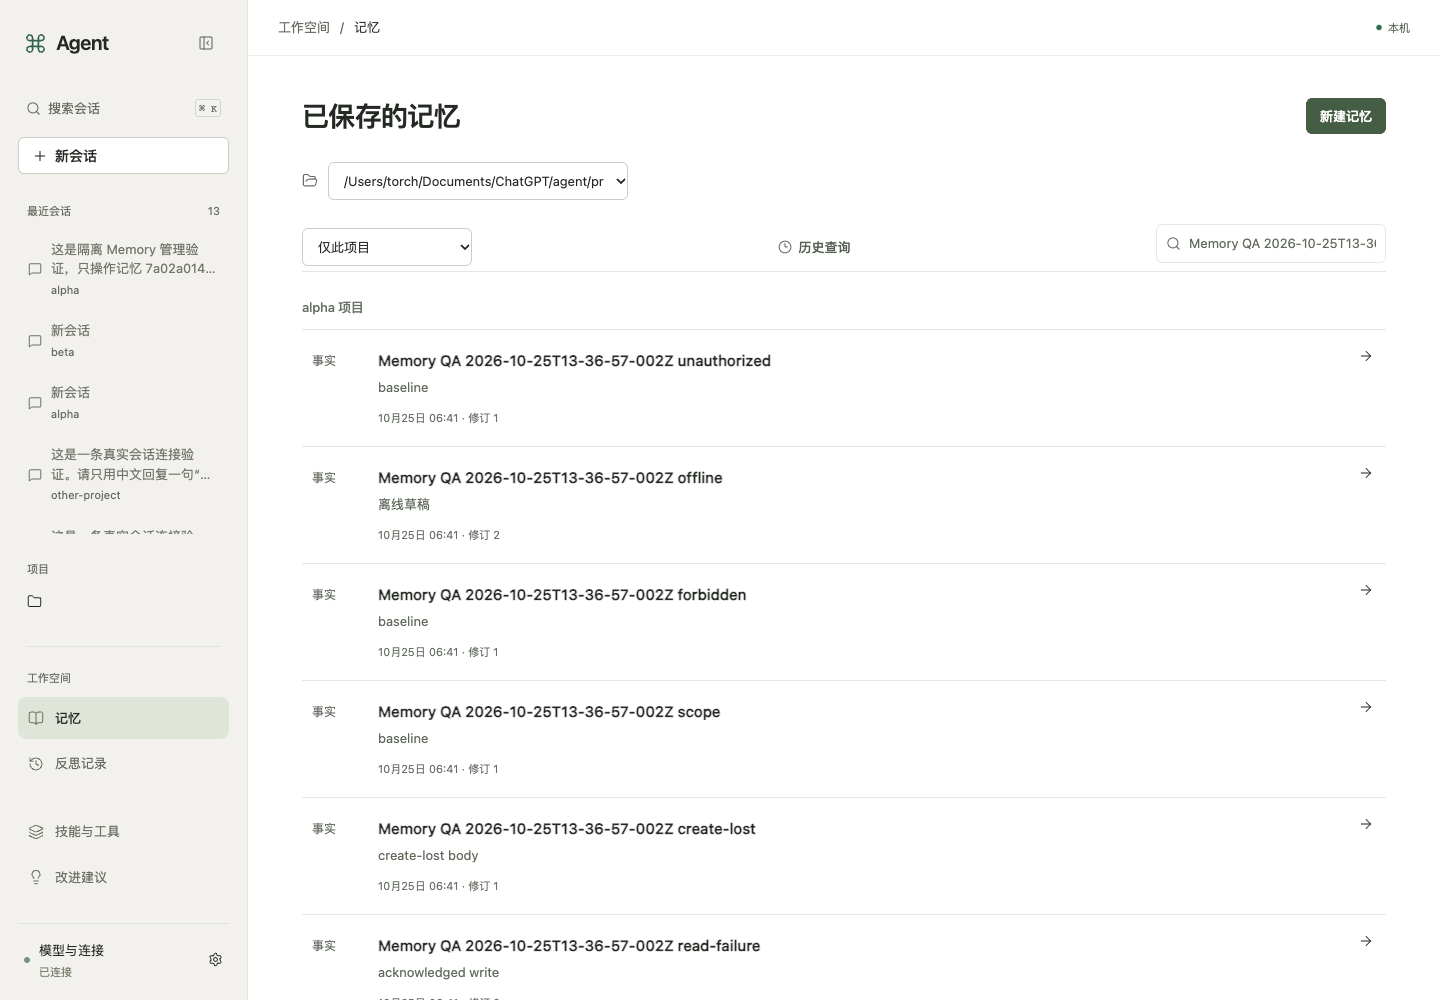 Agent
搜索会话
⌘ K
新会话
最近会话 13
这是隔离 Memory 管理验
证，只操作记忆 7a02a014...
alpha
新会话
beta
新会话
alpha
这是一条真实会话连接验
证。请只用中文回复一句“...
other-project
项目
工作空间
记忆
反思记录
技能与工具
改进建议
模型与连接
已连接
工作空间 / 记忆
本机
已保存的记忆
新建记忆
/Users/torch/Documents/ChatGPT/agent/pr
仅此项目
历史查询
Memory QA 2026-10-25T13-3
alpha 项目
事实
Memory QA 2026-10-25T13-36-57-002Z unauthorized
baseline
10月25日 06:41 · 修订 1
事实
Memory QA 2026-10-25T13-36-57-002Z offline
离线草稿
10月25日 06:41 · 修订 2
事实
Memory QA 2026-10-25T13-36-57-002Z forbidden
baseline
10月25日 06:41 · 修订 1
事实
Memory QA 2026-10-25T13-36-57-002Z scope
baseline
10月25日 06:41 · 修订 1
事实
Memory QA 2026-10-25T13-36-57-002Z create-lost
create-lost body
10月25日 06:41 · 修订 1
事实
Memory QA 2026-10-25T13-36-57-002Z read-failure
acknowledged write